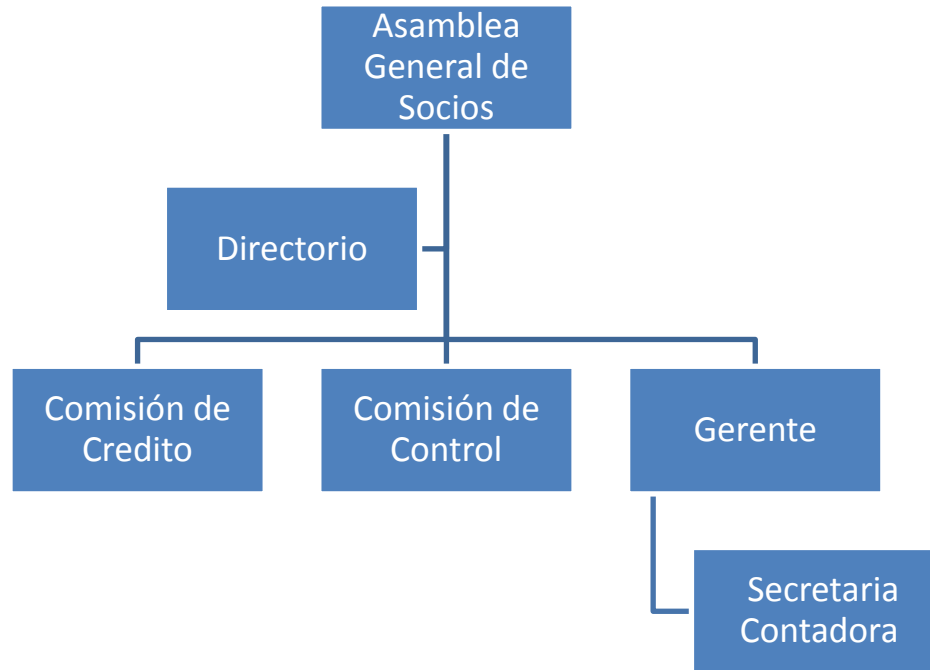 Asamblea
General de
Socios
Directorio
Comisión de
Credito
Comisión de
Control
Gerente
Secretaria
Contadora